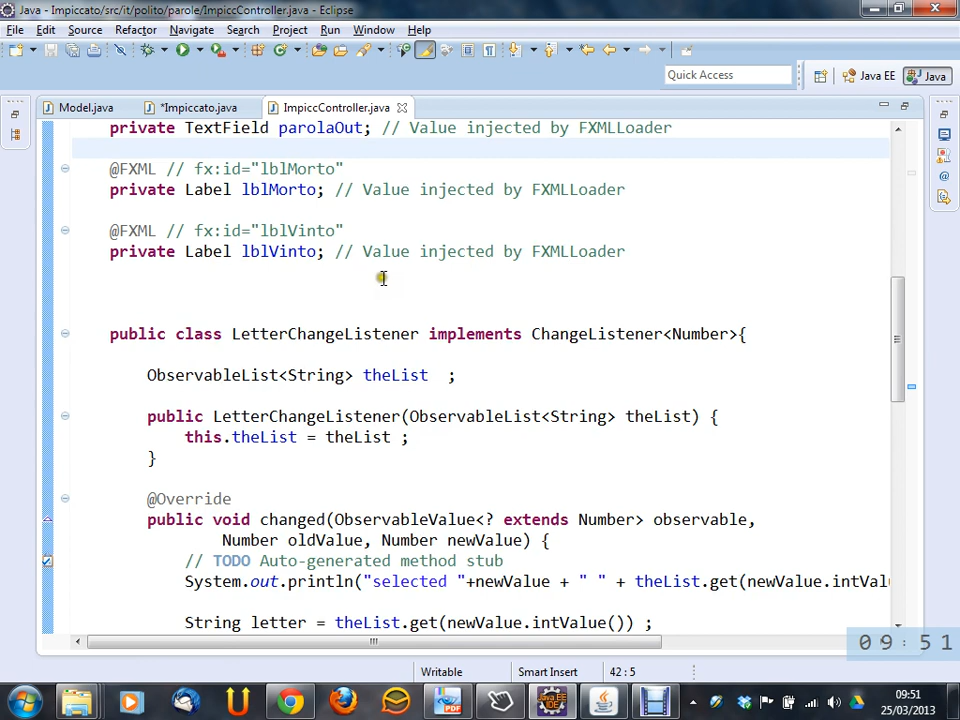 Java - Impiccato/src/it/polito/parole/ImpiccController.java - Eclipse
File Edit Source Refactor Navigate Search Project Run Window Help
Quick Access
Java EE
Java
Model.java
*Impiccato.java
ImpiccController.java
private TextField parolaOut; // Value injected by FXMLLoader
@FXML // fx:id="lblMorto"
private Label lblMorto; // Value injected by FXMLLoader
@FXML // fx:id="lblVinto"
private Label lblVinto; // Value injected by FXMLLoader
public class LetterChangeListener implements ChangeListener<Number>{
ObservableList<String> theList ;
public LetterChangeListener(ObservableList<String> theList) {
this.theList = theList ;
}
@Override
public void changed(ObservableValue<? extends Number> observable,
Number oldValue, Number newValue) {
// TODO Auto-generated method stub
System.out.println("selected "+newValue + " " + theList.get(newValue.intValu
String letter = theList.get(newValue.intValue()) ;
09:51
Writable
Smart Insert
42 : 5
09:51
25/03/2013